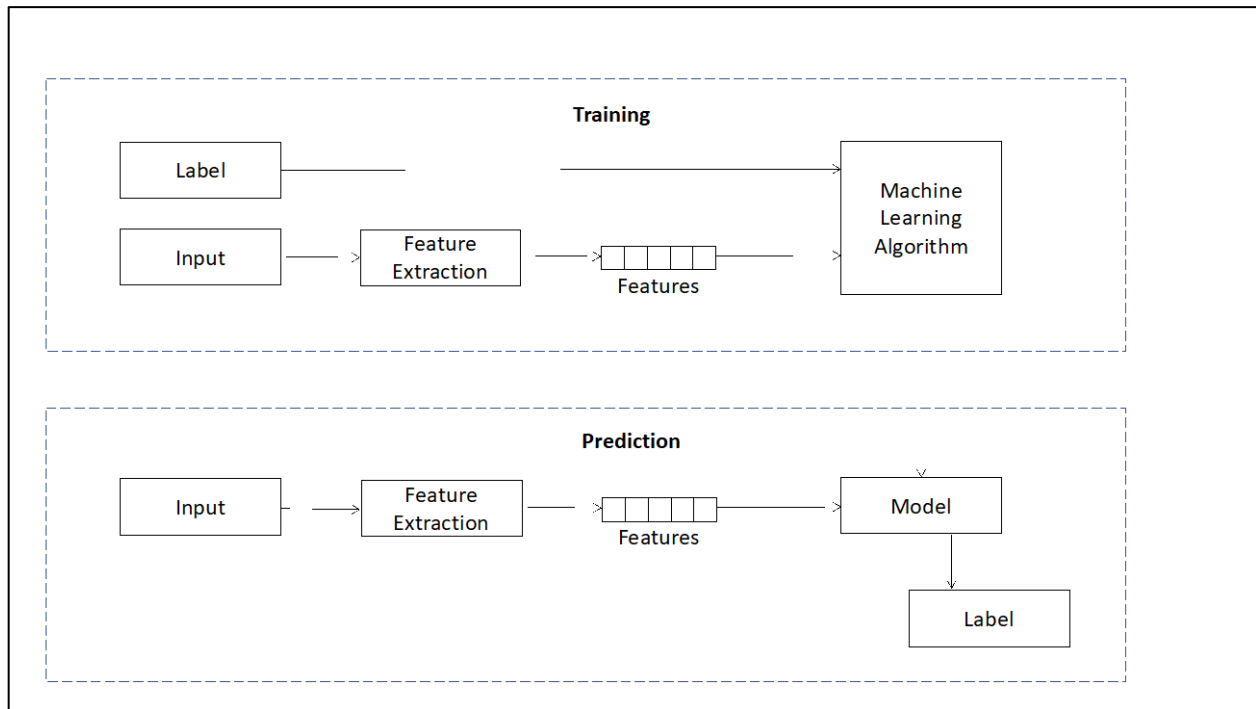 Training
Label
Machine
Learning
Algorithm
Input
Feature
Extraction
Features
Prediction
Input
Feature
Extraction
Features
Model
Label